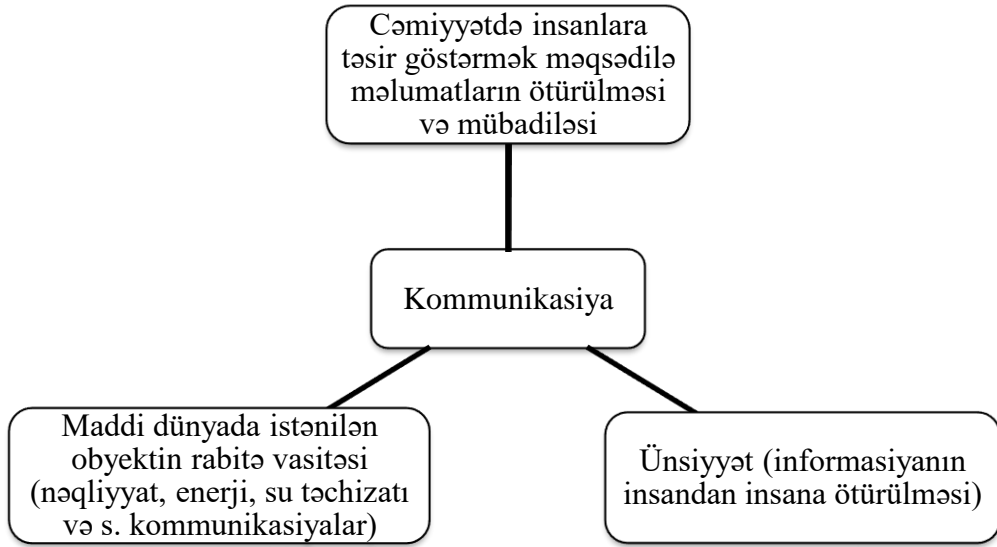 Cəmiyyətdə insanlara
təsir göstərmək məqsədilə
məlumatların ötürülməsi
və mübadiləsi
Kommunikasiya
Maddi dünyada istənilən
obyektin rabitə vasitəsi
(nəqliyyat, enerji, su təchizatı
və s. kommunikasiyalar)
Ünsiyyət (informasiyanın
insandan insana ötürülməsi)